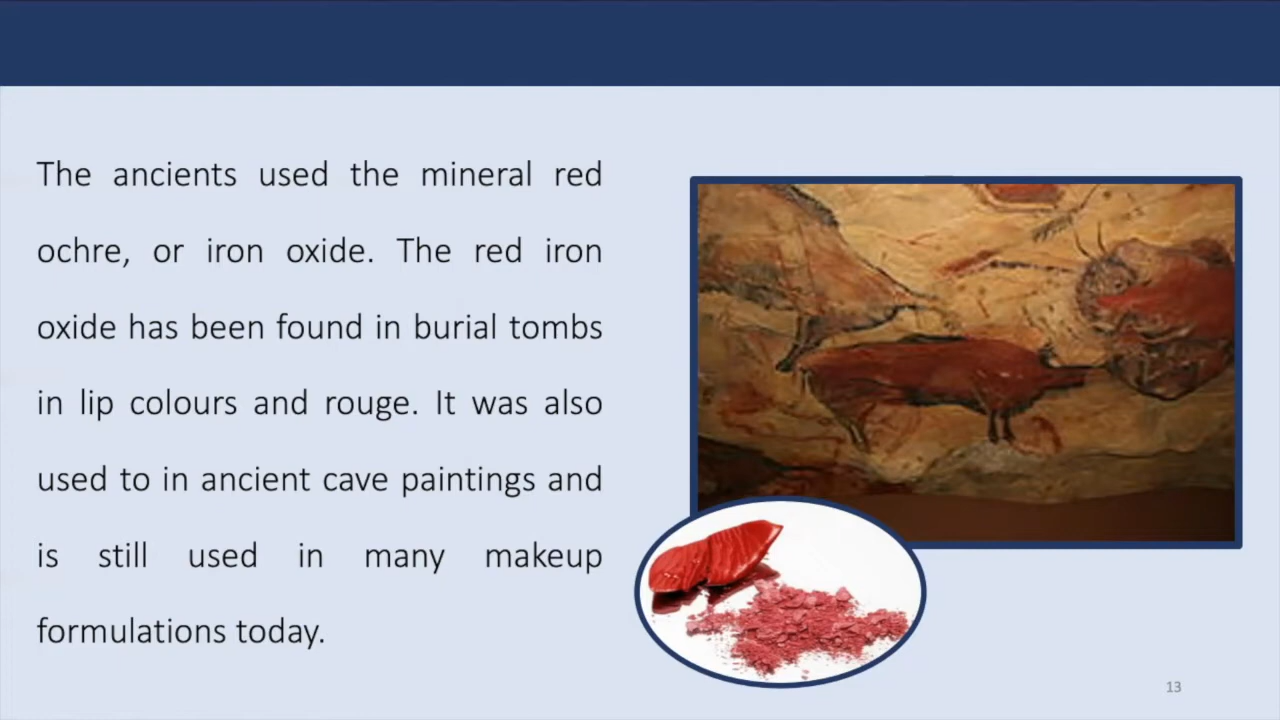 The ancients used the mineral red
ochre, or iron oxide. The red iron
oxide has been found in burial tombs
in lip colours and rouge. It was also
used to in ancient cave paintings and
is still used in many makeup
formulations today.
13